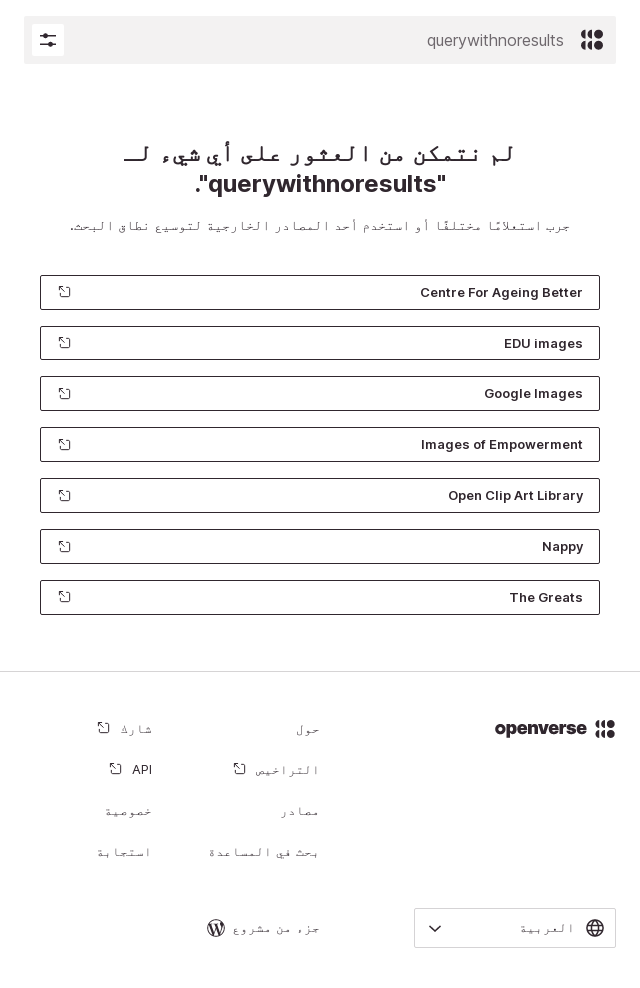 querywithnoresults
لم نتمكن من العثور على أي شيء لـ
"querywithnoresults".
جرب استعلامًا مختلفًا أو استخدم أحد المصادر الخارجية لتوسيع نطاق البحث.
Centre For Ageing Better
EDU images
Google Images
Images of Empowerment
Open Clip Art Library
Nappy
The Greats
openverse
حول
شارك
التراخيص
API
مصادر
خصوصية
بحث في المساعدة
استجابة
العربية
جزء من مشروع